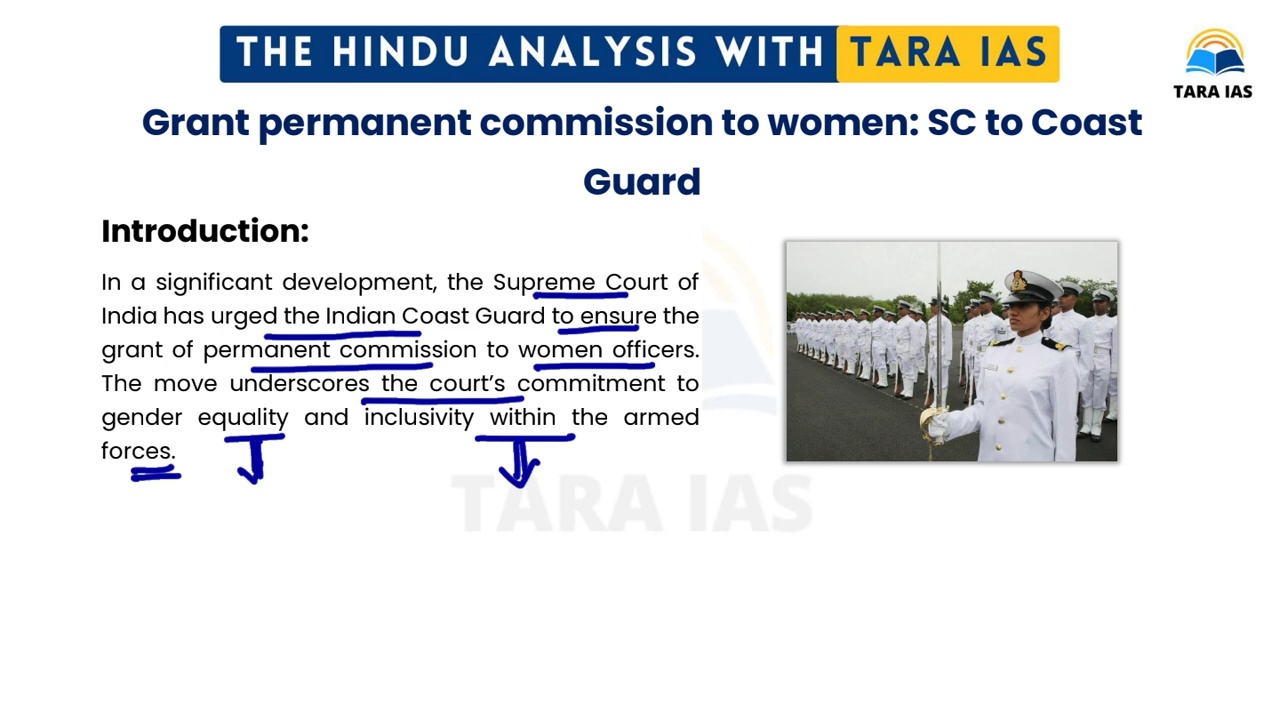 THE HINDU ANALYSIS WITH TARA IAS
TARA IAS
Grant permanent commission to women: SC to Coast
Guard
Introduction:
In a significant development, the Supreme Court of
India has urged the Indian Coast Guard to ensure the
grant of permanent commission to women officers.
The move underscores the court's commitment to
gender equality and inclusivity within the armed
forces.
TARA IAS